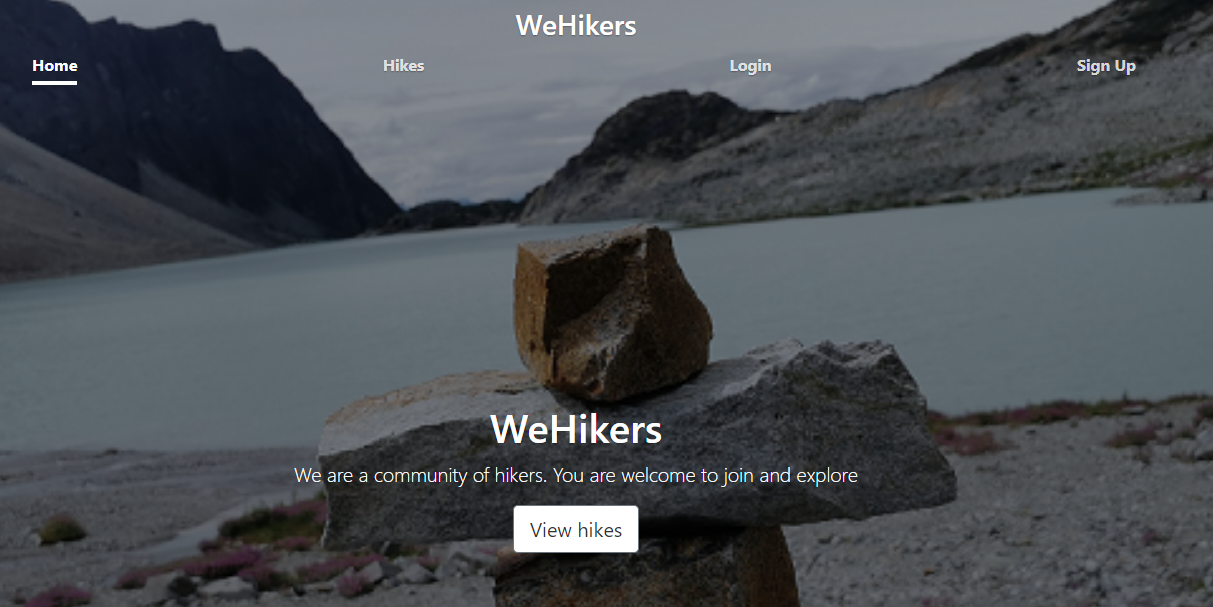 WeHikers
Home Hikes Login Sign Up
WeHikers
We are a community of hikers. You are welcome to join and explore
View hikes